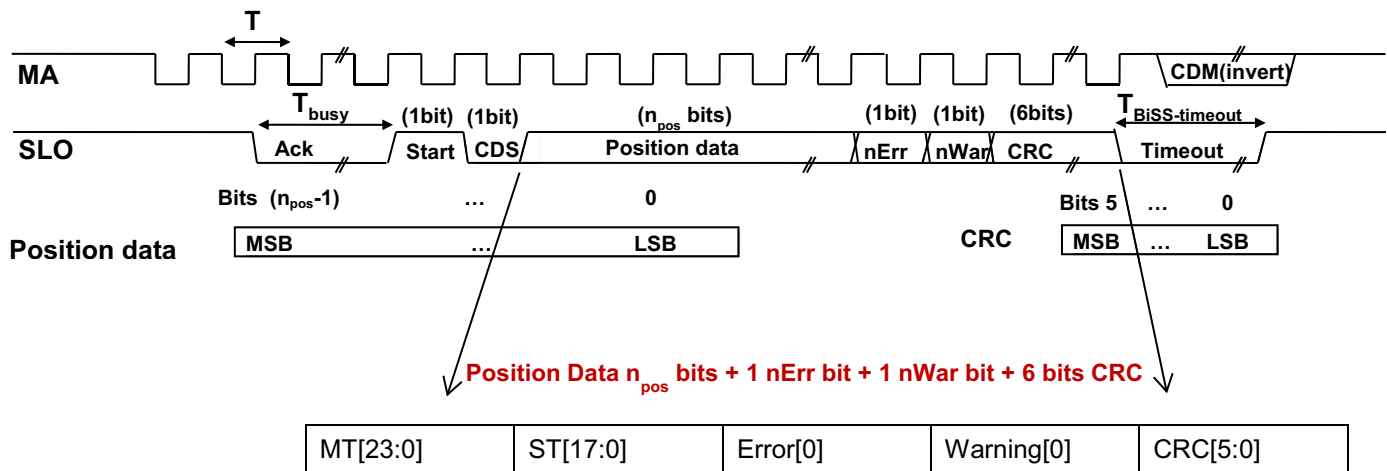 T
MA
CDM(invert)
T busy
(1bit) (1bit) (n pos bits) (1bit) (1bit) (6bits)
T BiSS-timeout
SLO
Ack Start CDS Position data nErr nWar CRC Timeout
Bits (n pos-1) ... 0
Bits 5 ... 0
Position data
MSB ... LSB
CRC
MSB ... LSB
Position Data n pos bits + 1 nErr bit + 1 nWar bit + 6 bits CRC
MT[23:0] ST[17:0] Error[0] Warning[0] CRC[5:0]